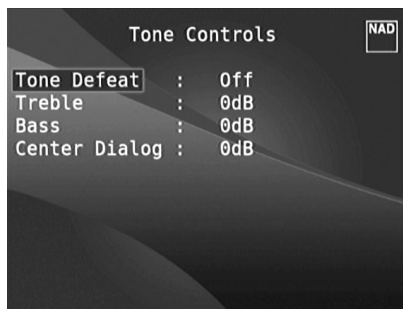 Tone Controls
NAD
Tone Defeat : Off
Treble : 0dB
Bass : 0dB
Center Dialog : 0dB